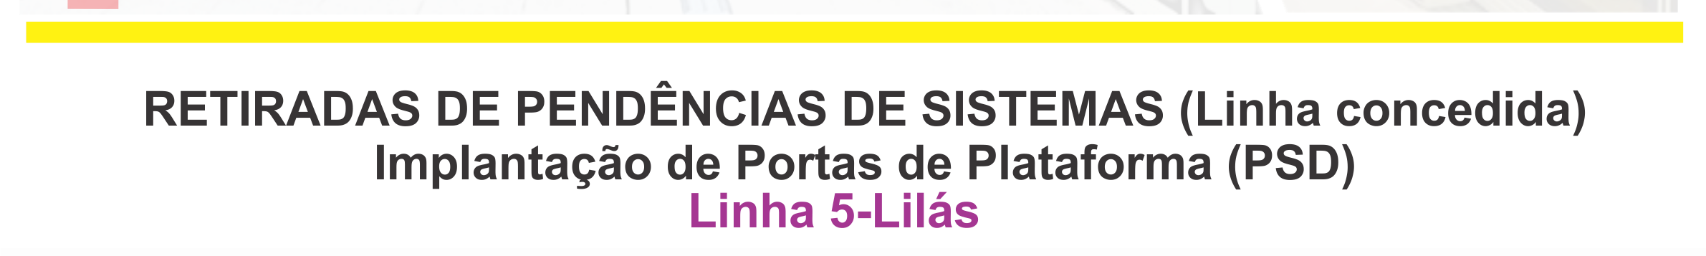 RETIRADAS DE PENDÊNCIAS DE SISTEMAS (Linha concedida)
Implantação de Portas de Plataforma (PSD)
Linha 5-Lilás